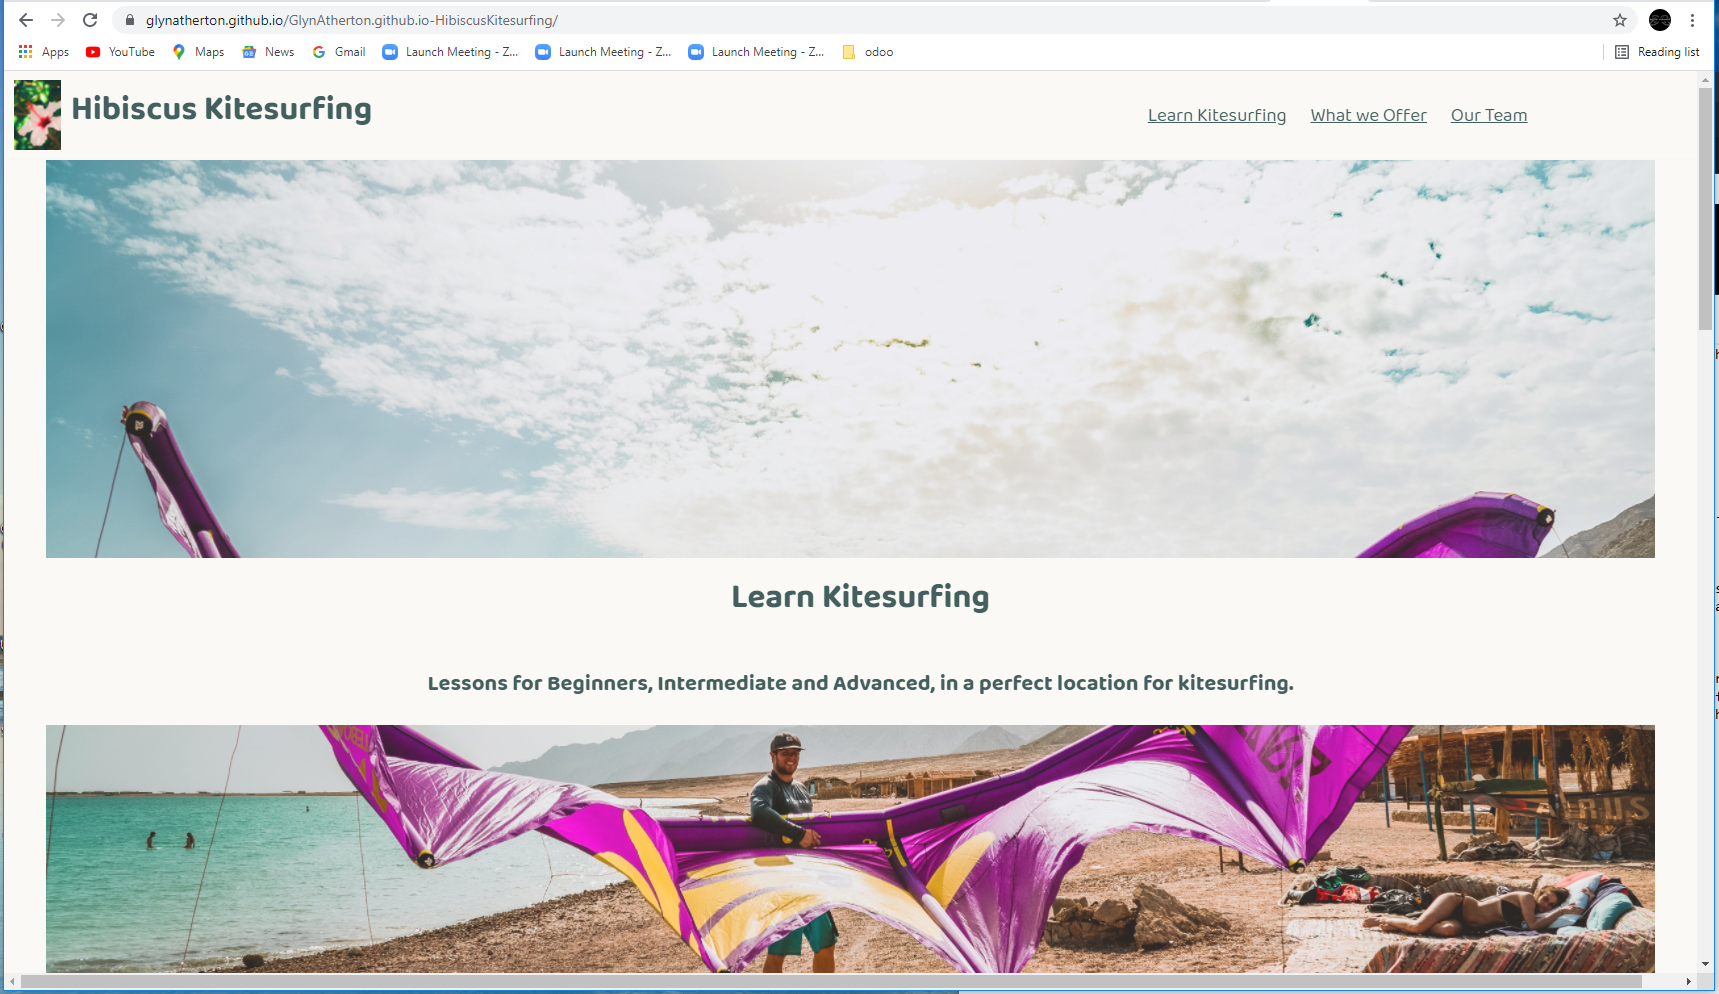 glynatherton.github.io/GlynAtherton.github.io-HibiscusKitesurfing/
Apps YouTube Maps News Gmail Launch Meeting - Z... Launch Meeting - Z... Launch Meeting - Z... odoo Reading list
Hibiscus Kitesurfing
Learn Kitesurfing What we Offer Our Team
Learn Kitesurfing
Lessons for Beginners, Intermediate and Advanced, in a perfect location for kitesurfing.